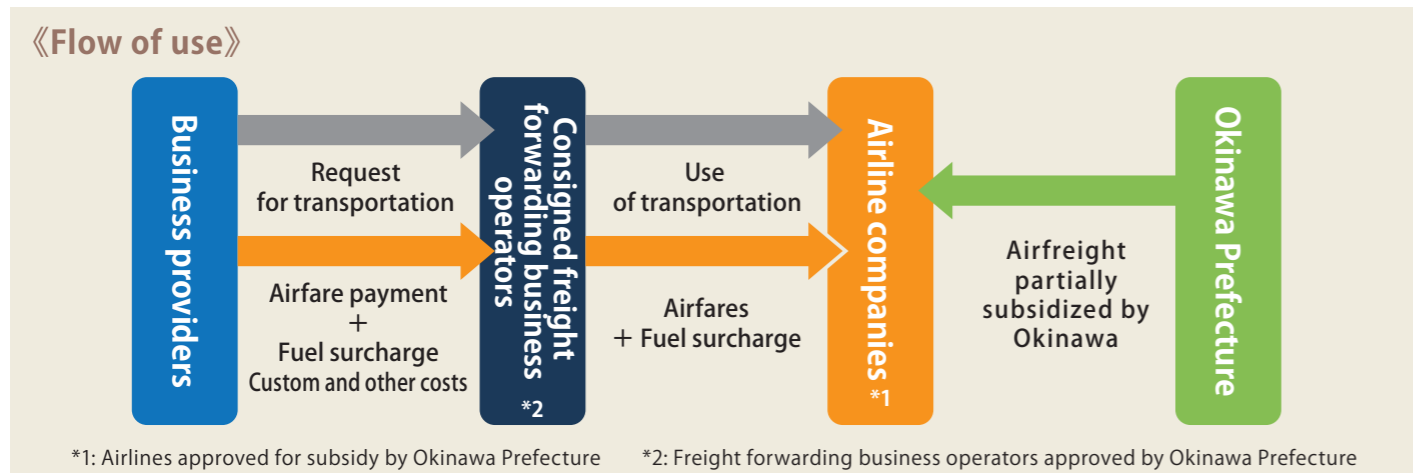 《Flow of use》
Business providers
Request
for transportation
Airfare payment
+
Fuel surcharge
Custom and other costs
Consigned freight
forwarding business
operators
*2
Use
of transportation
Airfares
+ Fuel surcharge
Airline companies *1
Airfreight
partially
subsidized by
Okinawa
Okinawa Prefecture
*1: Airlines approved for subsidy by Okinawa Prefecture
*2: Freight forwarding business operators approved by Okinawa Prefecture